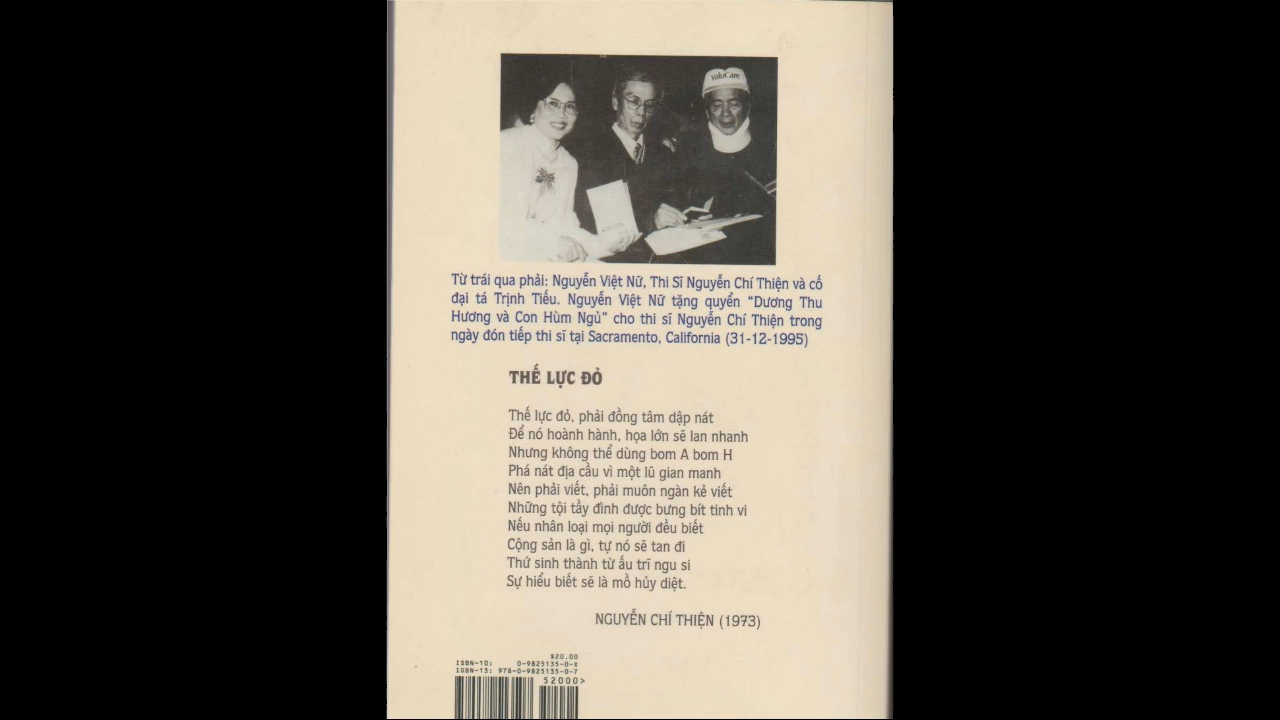 ValuCare
Từ trái qua phải: Nguyễn Việt Nữ, Thi Sĩ Nguyễn Chí Thiện và cố
đại tá Trịnh Tiếu. Nguyễn Việt Nữ tặng quyển “Dương Thu
Hương và Con Hùm Ngủ” cho thi sĩ Nguyễn Chí Thiện trong
ngày đón tiếp thi sĩ tại Sacramento, California (31-12-1995)
THẾ LỰC ĐỎ
Thế lực đỏ, phải đồng tâm dập nát
Để nó hoành hành, họa lớn sẽ lan nhanh
Nhưng không thể dùng bom A bom H
Phá nát địa cầu vì một lũ gian manh
Nên phải viết, phải muôn ngàn kẻ viết
Những tội tầy đình được bưng bít tinh vi
Nếu nhân loại mọi người đều biết
Cộng sản là gì, tự nó sẽ tan đi
Thứ sinh thành từ ấu trĩ ngu si
Sự hiểu biết sẽ là mồ hủy diệt.
NGUYỄN CHÍ THIỆN (1973)
$20.00
ISBN-10: 0-9825135-0-X
ISBN-13: 978-0-9825135-0-7
52000>